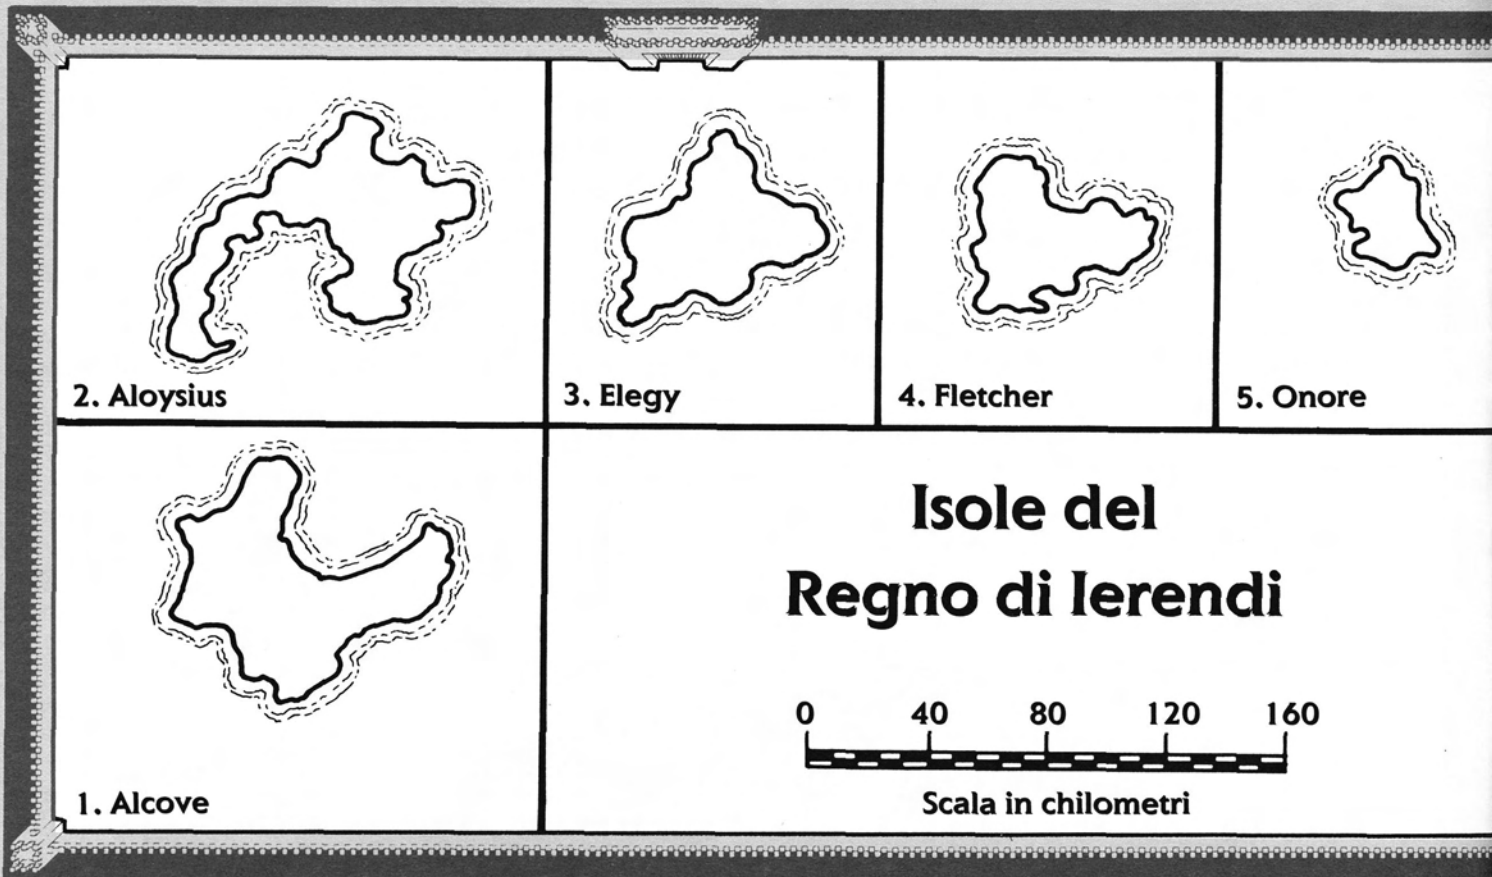 2. Aloysius
3. Elegy
4. Fletcher
5. Onore
1. Alcove
Isole del
Regno di Ierendi
0 40 80 120 160
Scala in chilometri